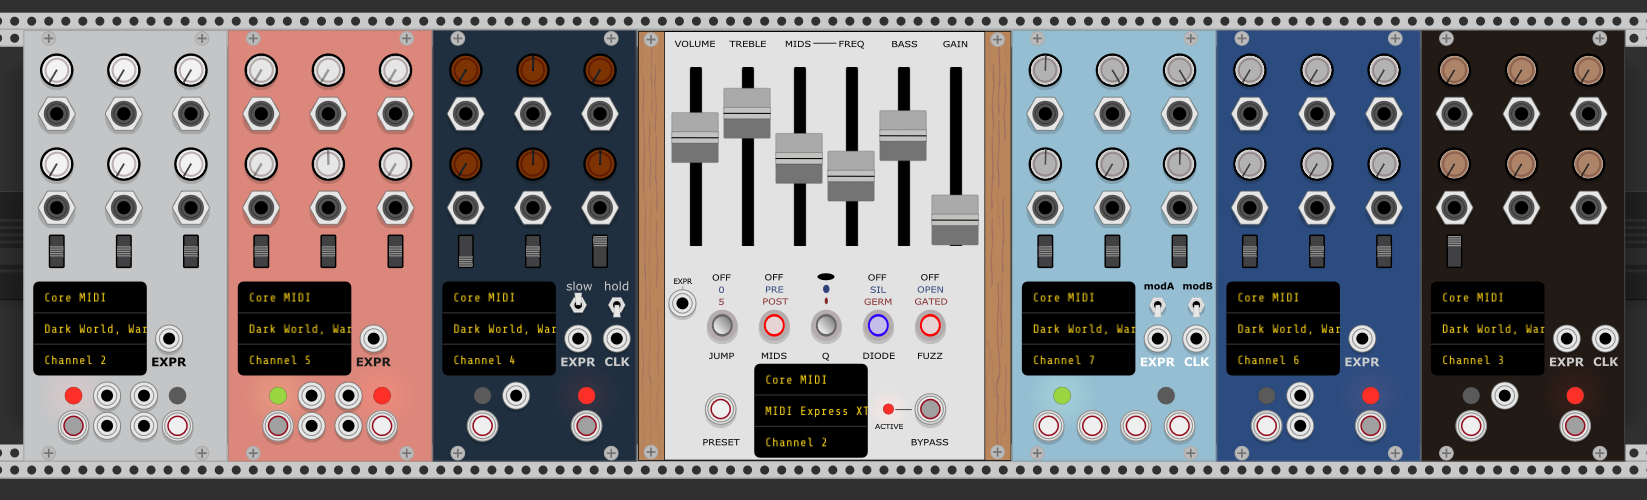 Core MIDI
Dark World, War
Channel 2
EXPR
Core MIDI
Dark World, War
Channel 5
EXPR
slow hold
Core MIDI
Dark World, War
Channel 4
EXPR CLK
VOLUME TREBLE MIDS FREQ BASS GAIN
EXPR
OFF OFF OFF OFF
0 PRE SIL OPEN
5 POST GERM GATED
JUMP MIDS Q DIODE FUZZ
Core MIDI
MIDI Express XT
Channel 2
PRESET
ACTIVE
BYPASS
modA modB
Core MIDI
Dark World, War
Channel 7
EXPR CLK
Core MIDI
Dark World, War
Channel 6
EXPR
Core MIDI
Dark World, War
Channel 3
EXPR CLK